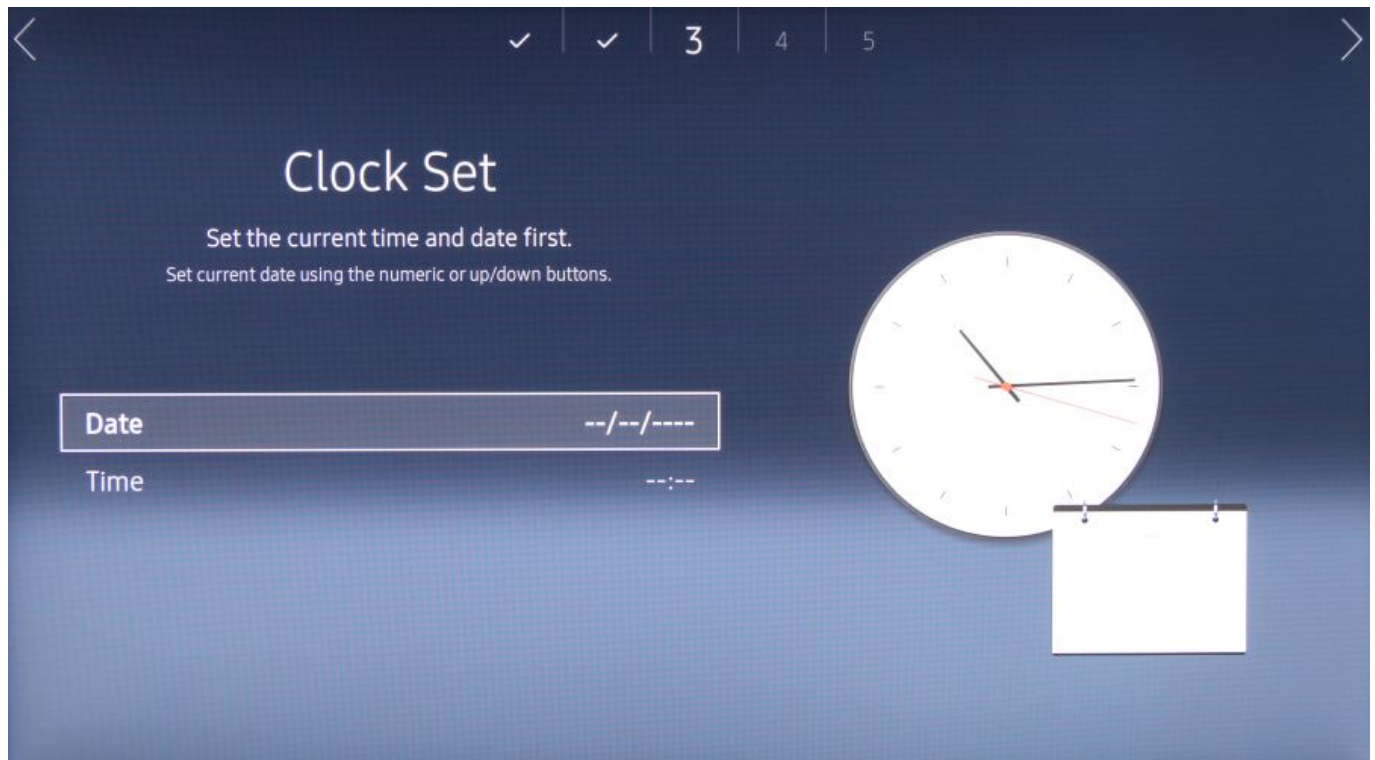 3 4 5
Clock Set
Set the current time and date first.
Set current date using the numeric or up/down buttons.
Date --/--/----
Time --:--